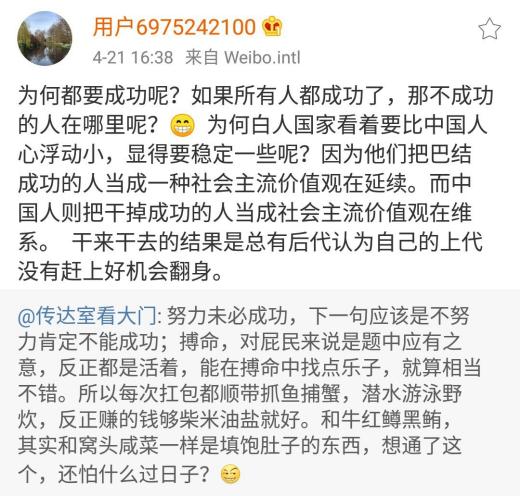 用户6975242100
4-21 16:38 来自 Weibo.intl
为何都要成功呢？如果所有人都成功了，那不成功
的人在哪里呢？😁 为何白人国家看着要比中国人
心浮动小，显得要稳定一些呢？因为他们把巴结
成功的人当成一种社会主流价值观在延续。而中
国人则把干掉成功的人当成社会主流价值观在维
系。 干来干去的结果是总有后代认为自己的上代
没有赶上好机会翻身。
@传达室看大门: 努力未必成功，下一句应该是不努
力肯定不能成功；搏命，对屁民来说是题中应有之
意，反正都是活着，能在搏命中找点乐子，就算相当
不错。所以每次扛包都顺带抓鱼捕蟹，潜水游泳野
炊，反正赚的钱够柴米油盐就好。和牛红鳟黑鲔，
其实和窝头咸菜一样是填饱肚子的东西，想通了这
个，还怕什么过日子？😏